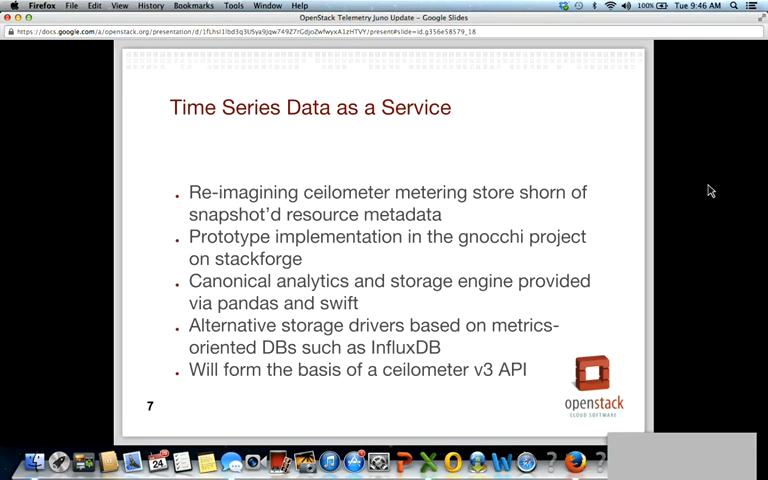 Firefox File Edit View History Bookmarks Tools Window Help 100% Tue 9:46 AM
OpenStack Telemetry Juno Update - Google Slides
Time Series Data as a Service
Re-imagining ceilometer metering store shorn of
snapshot'd resource metadata
Prototype implementation in the gnocchi project
on stackforge
Canonical analytics and storage engine provided
via pandas and swift
Alternative storage drivers based on metrics-
oriented DBs such as InfluxDB
Will form the basis of a ceilometer v3 API
openstack
CLOUD SOFTWARE
7
24